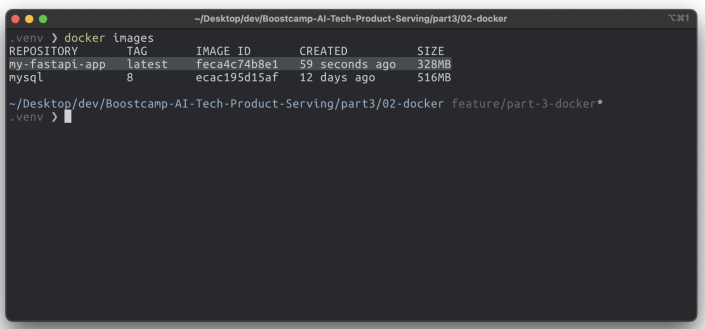 ~/Desktop/dev/Boostcamp-AI-Tech-Product-Serving/part3/02-docker ⌥⌘1
.venv ❯ docker images
REPOSITORY TAG IMAGE ID CREATED SIZE
my-fastapi-app latest feca4c74b8e1 59 seconds ago 328MB
mysql 8 ecac195d15af 12 days ago 516MB
~/Desktop/dev/Boostcamp-AI-Tech-Product-Serving/part3/02-docker feature/part-3-docker*
.venv ❯